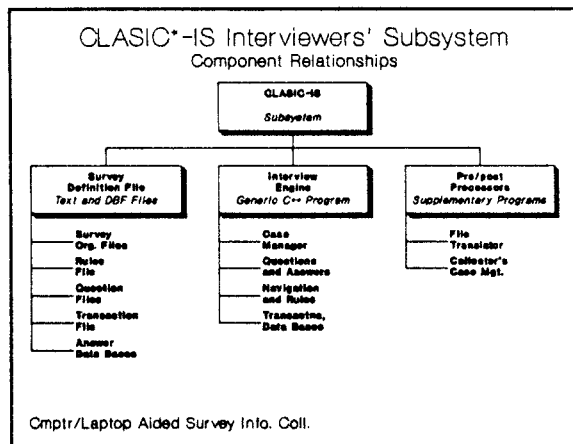 CLASIC*-IS Interviewers' Subsystem
Component Relationships
CLASIC-IS
Subsystem
Survey
Definition File
Text and DBF Files
Interview
Engine
Generic C++ Program
Pre/post
Processors
Supplementary Programs
Survey
Org. Files
Rules
File
Question
Files
Transaction
File
Answer
Data Bases
Case
Manager
Questions
and Answers
Navigation
and Rules
Transactns,
Data Bases
File
Translator
Collector's
Case Mgt.
Cmptr/Laptop Aided Survey Info. Coll.